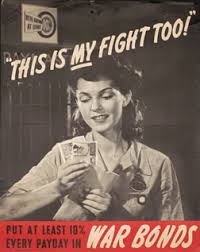 "THIS IS MY FIGHT TOO!"
PUT AT LEAST 10%
EVERY PAYDAY IN
WAR BONDS